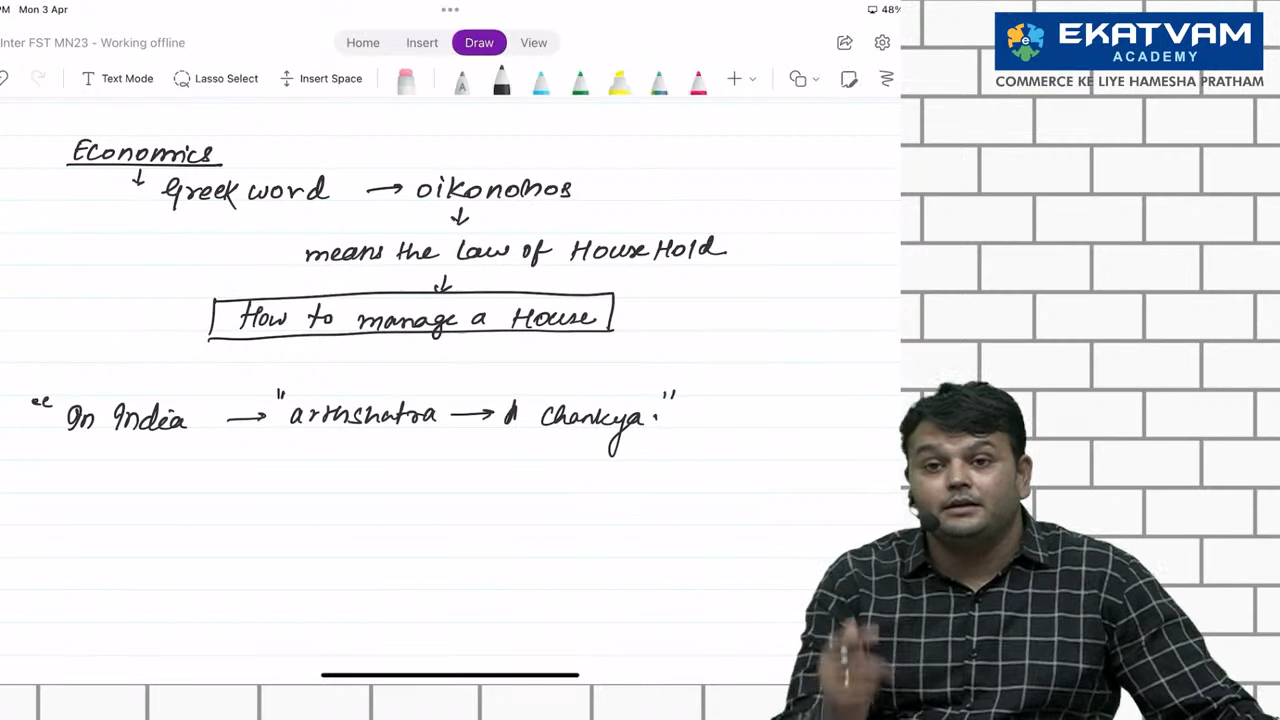 PM Mon 3 Apr
48%
Inter FST MN23 - Working offline
Home Insert Draw View
Text Mode Lasso Select Insert Space
EKATVAM
ACADEMY
COMMERCE KE LIYE HAMESHA PRATHAM
Economics
↓ Greek word → oikonomos
↓
means the Law of HouseHold
↓
How to manage a House
"In India → "arthshatra → Chankya."